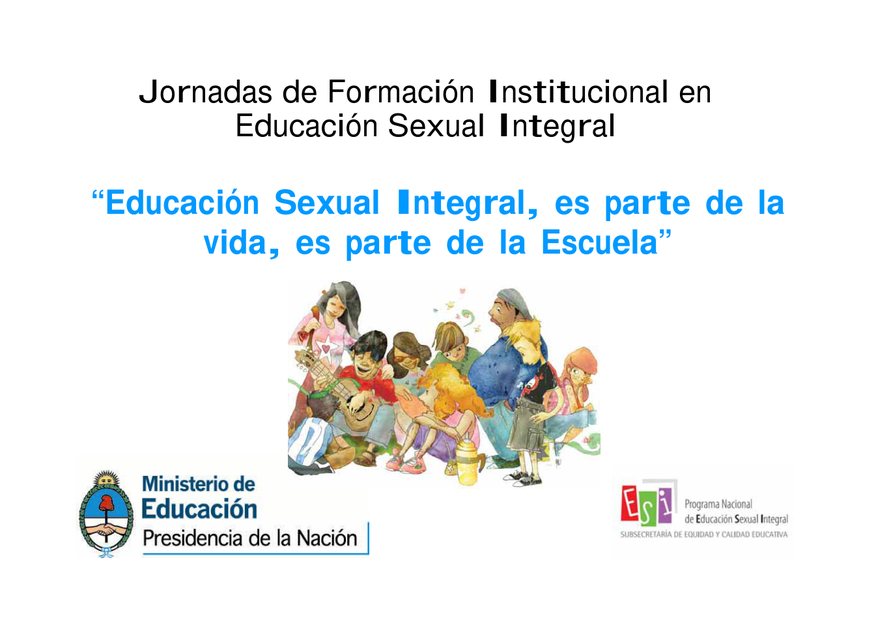 Jornadas de Formación Institucional en
Educación Sexual Integral
“Educación Sexual Integral, es parte de la
vida, es parte de la Escuela”
Ministerio de
Educación
Presidencia de la Nación
ESi
Programa Nacional
de Educación Sexual Integral
SUBSECRETARÍA DE EQUIDAD Y CALIDAD EDUCATIVA